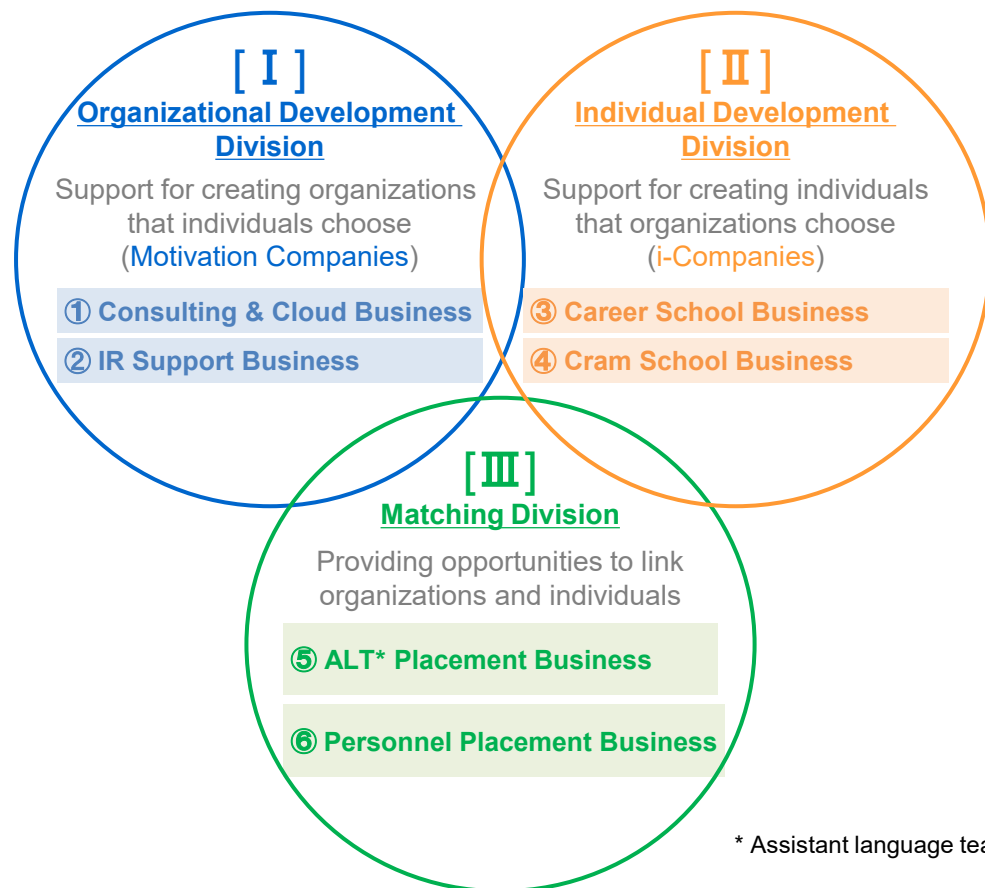 [Ⅰ]
Organizational Development
Division
Support for creating organizations
that individuals choose
(Motivation Companies)
① Consulting & Cloud Business
② IR Support Business
[Ⅱ]
Individual Development
Division
Support for creating individuals
that organizations choose
(i-Companies)
③ Career School Business
④ Cram School Business
[Ⅲ]
Matching Division
Providing opportunities to link
organizations and individuals
⑤ ALT* Placement Business
⑥ Personnel Placement Business
* Assistant language